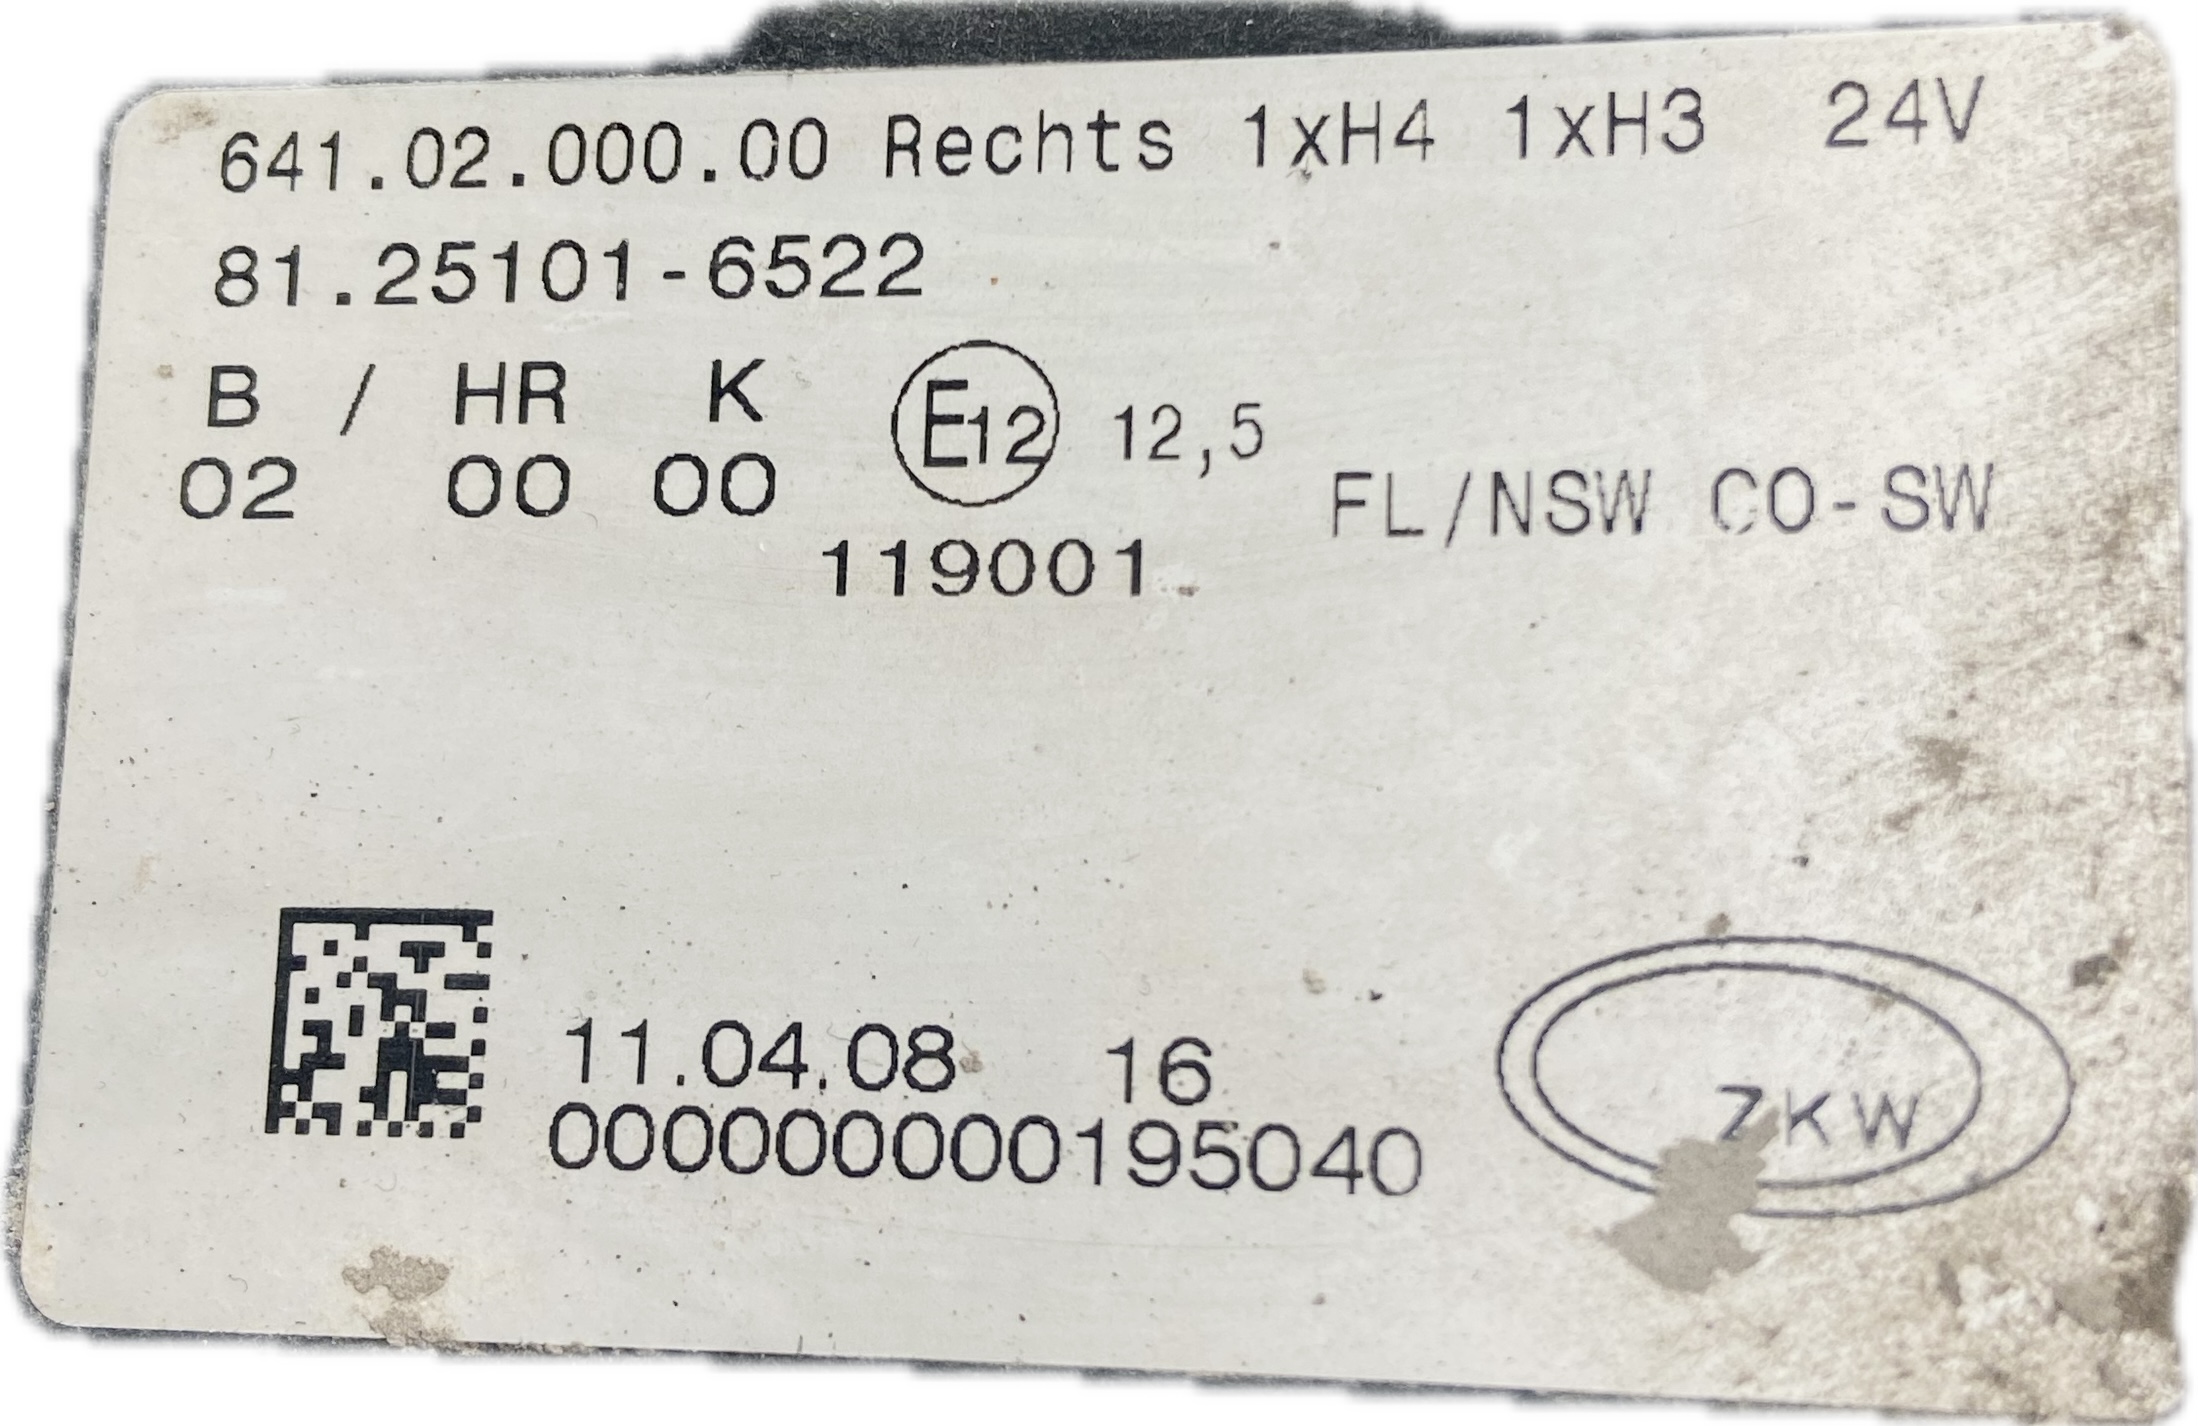 641.02.000.00 Rechts 1xH4 1xH3 24V
81.25101-6522
B / HR K E12 12,5
02 00 00 FL/NSW CO-SW
119001
11.04.08 16
000000000195040
ZKW